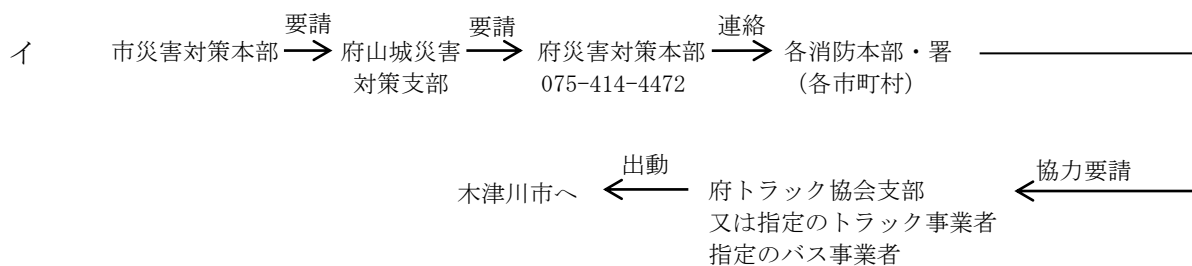 要請 要請 連絡
イ 市災害対策本部 府山城災害 府災害対策本部 各消防本部・署
対策支部 075-414-4472 （各市町村）
出動 協力要請
木津川市へ 府トラック協会支部
又は指定のトラック事業者
指定のバス事業者